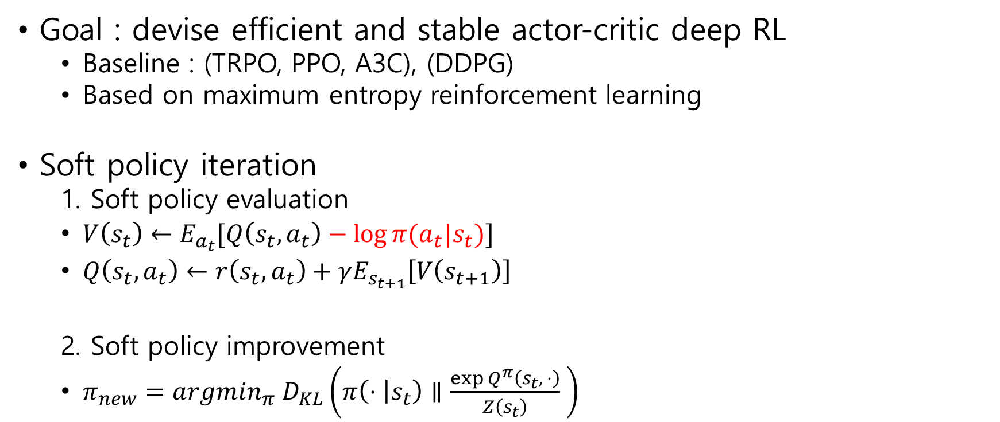 • Goal : devise efficient and stable actor-critic deep RL
• Baseline : (TRPO, PPO, A3C), (DDPG)
• Based on maximum entropy reinforcement learning
• Soft policy iteration
1. Soft policy evaluation
• $V(s_t) \leftarrow E_{a_t}[Q(s_t, a_t) - \log \pi(a_t|s_t)]$
• $Q(s_t, a_t) \leftarrow r(s_t, a_t) + \gamma E_{s_{t+1}}[V(s_{t+1})]$
2. Soft policy improvement
• $\pi_{new} = argmin_{\pi} D_{KL}\left(\pi(\cdot |s_t) \parallel \frac{\exp Q^{\pi}(s_t, \cdot)}{Z(s_t)}\right)$